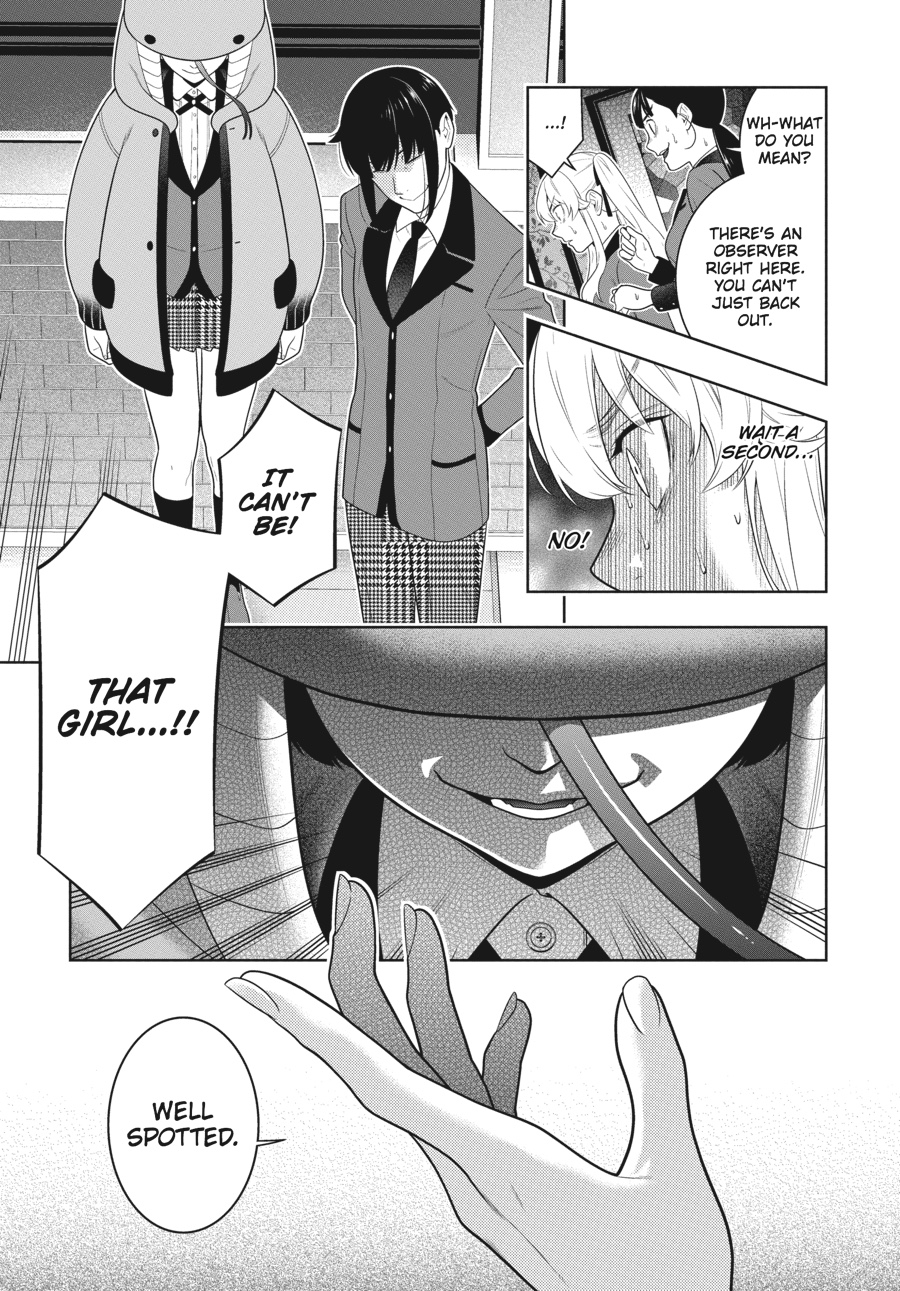 WH-WHAT
DO YOU
MEAN?
THERE'S AN
OBSERVER
RIGHT HERE.
YOU CAN'T
JUST BACK
OUT.
...!
WAIT A
SECOND...
NO!
IT
CAN'T
BE!
THAT
GIRL...!!
WELL
SPOTTED.